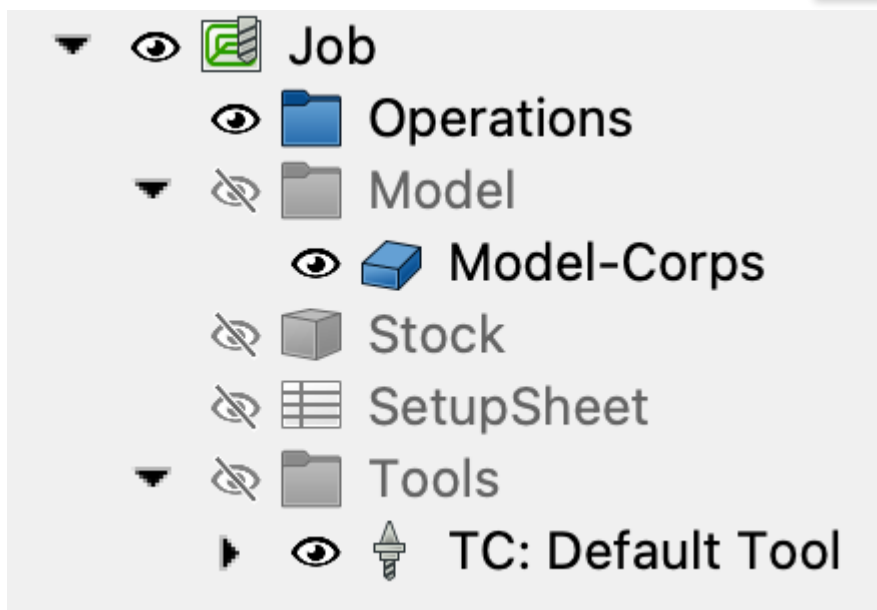 Job
Operations
Model
Model-Corps
Stock
SetupSheet
Tools
TC: Default Tool